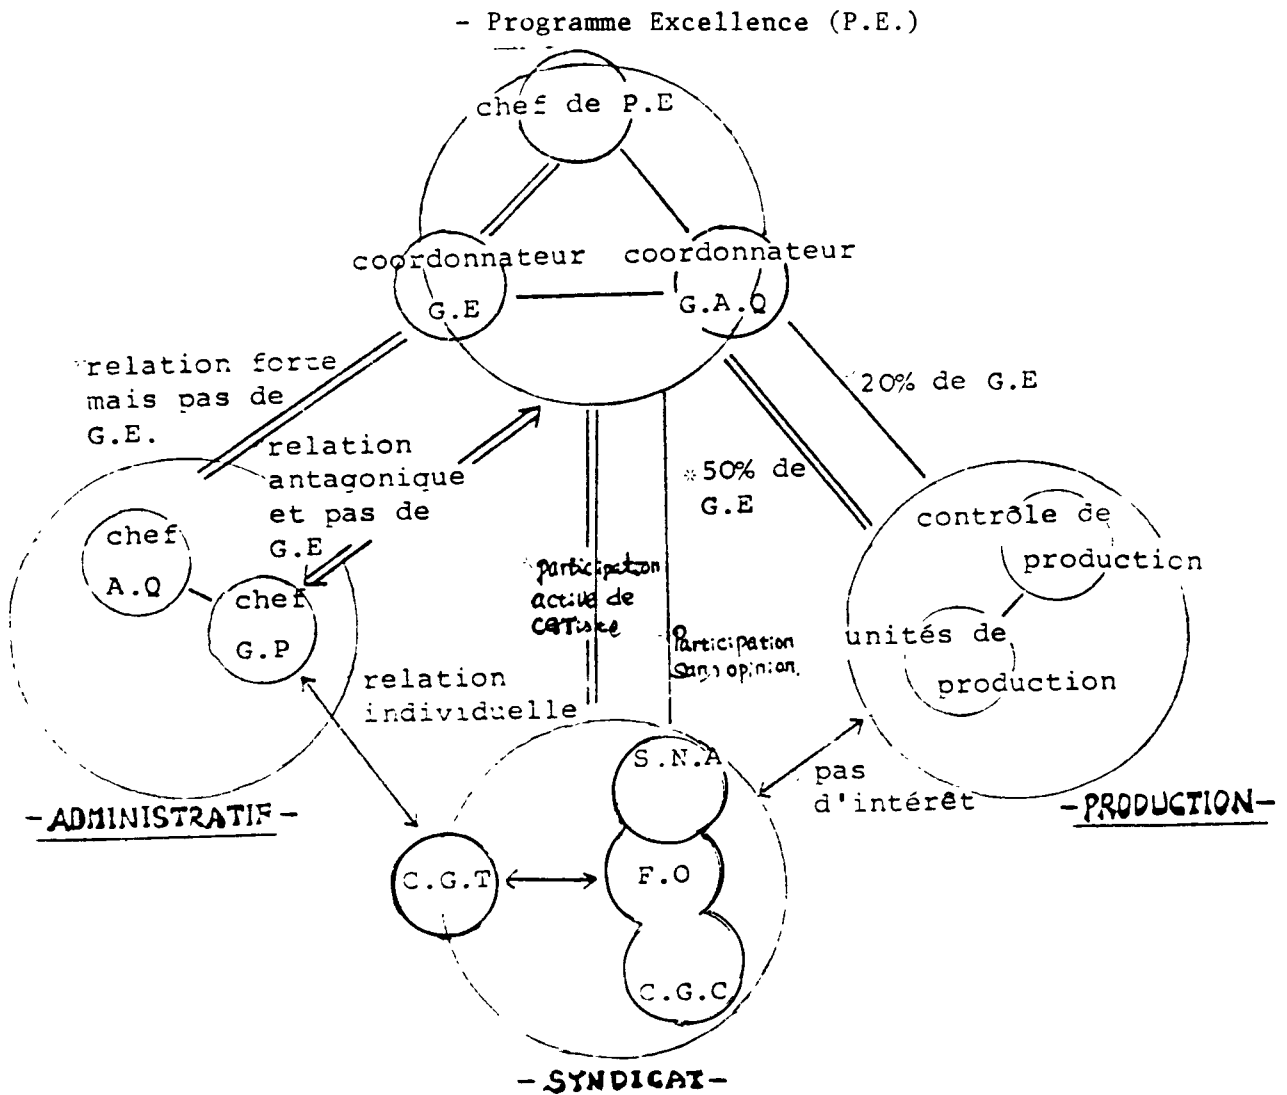 - Programme Excellence (P.E.)
chef de P.E
coordonnateur
G.E
coordonnateur
G.A.Q
relation forte
mais pas de
G.E.
relation
antagonique
et pas de
G.E
*20% de G.E
*50% de
G.E
chef
A.Q
chef
G.P
participation
active de
Participation
sans opinion.
contrôle de
production
unités de
production
relation
individuelle
pas
d'intérêt
S.N.A
F.O
C.G.C
C.G.T
-ADMINISTRATIF-
-PRODUCTION-
-SYNDICAT-